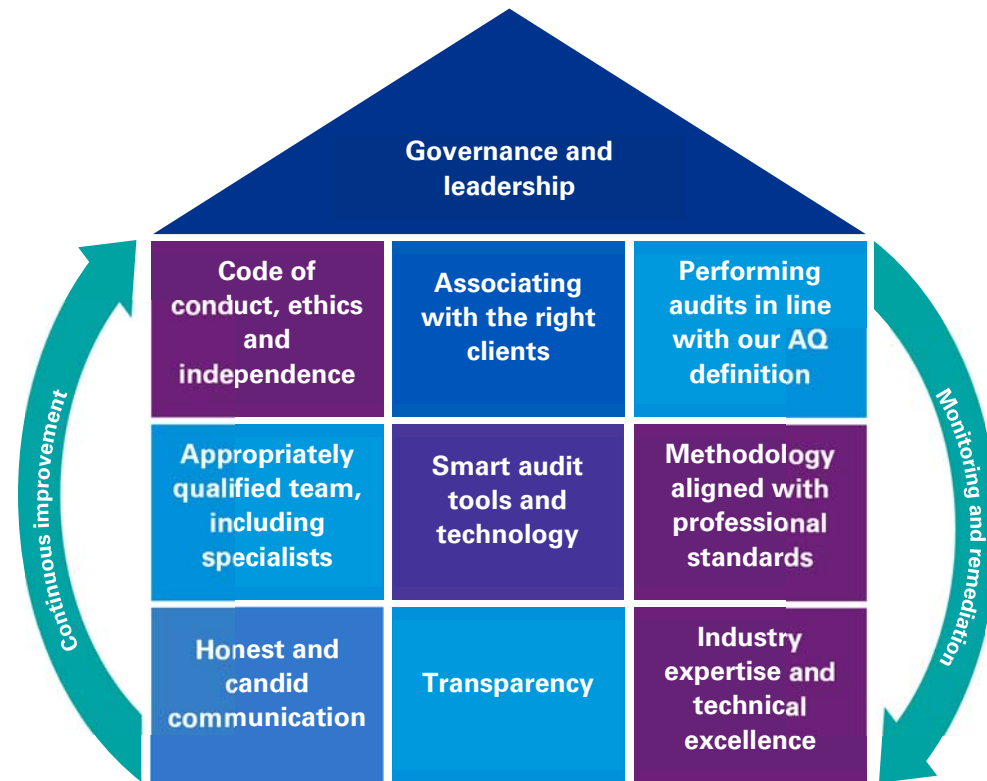 Governance and
leadership
Code of
conduct, ethics
and
independence
Associating
with the right
clients
Performing
audits in line
with our AQ
definition
Appropriately
qualified team,
including
specialists
Smart audit
tools and
technology
Methodology
aligned with
professional
standards
Honest and
candid
communication
Transparency
Industry
expertise and
technical
excellence
Continuous improvement
Monitoring and remediation